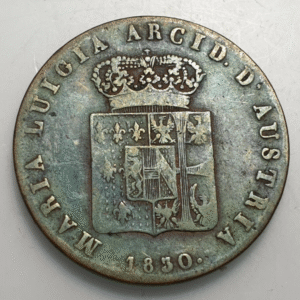 MARIA LUIGIA ARCID. D'AUSTRIA
1830.